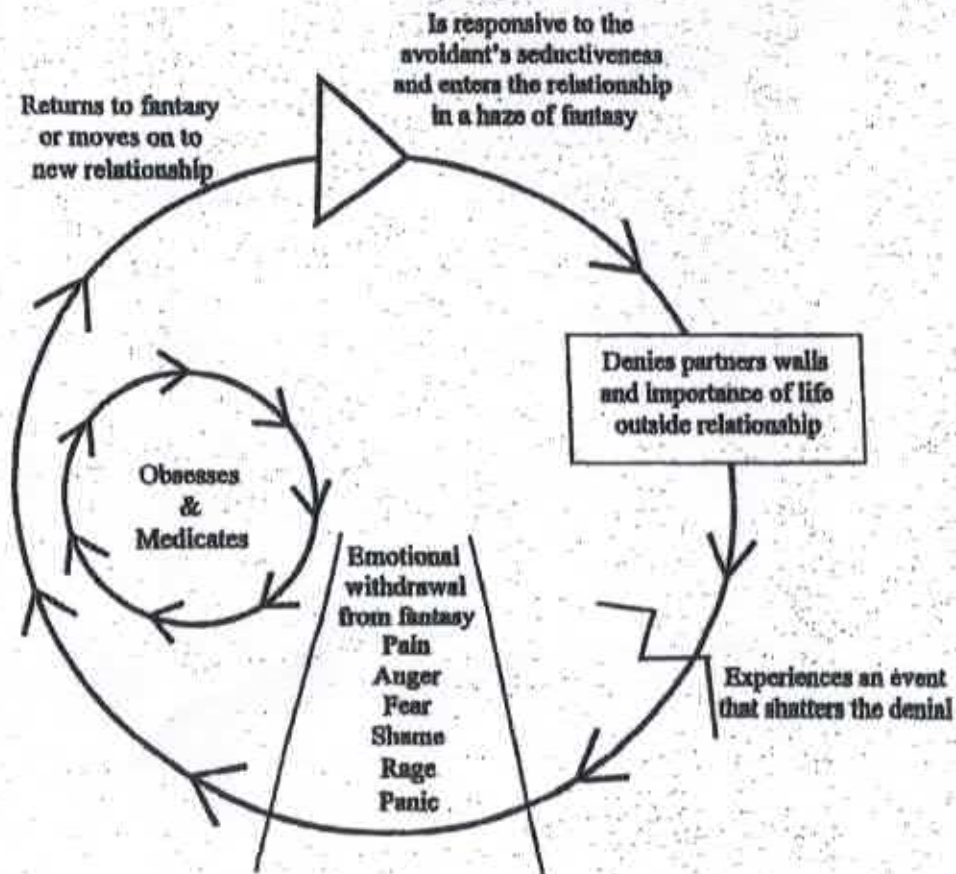 Is responsive to the
avoidant's seductiveness
and enters the relationship
in a haze of fantasy
Returns to fantasy
or moves on to
new relationship
Denies partners walls
and importance of life
outside relationship
Obsesses
&
Medicates
Emotional
withdrawal
from fantasy
Pain
Anger
Fear
Shame
Rage
Panic
Experiences an event
that shatters the denial